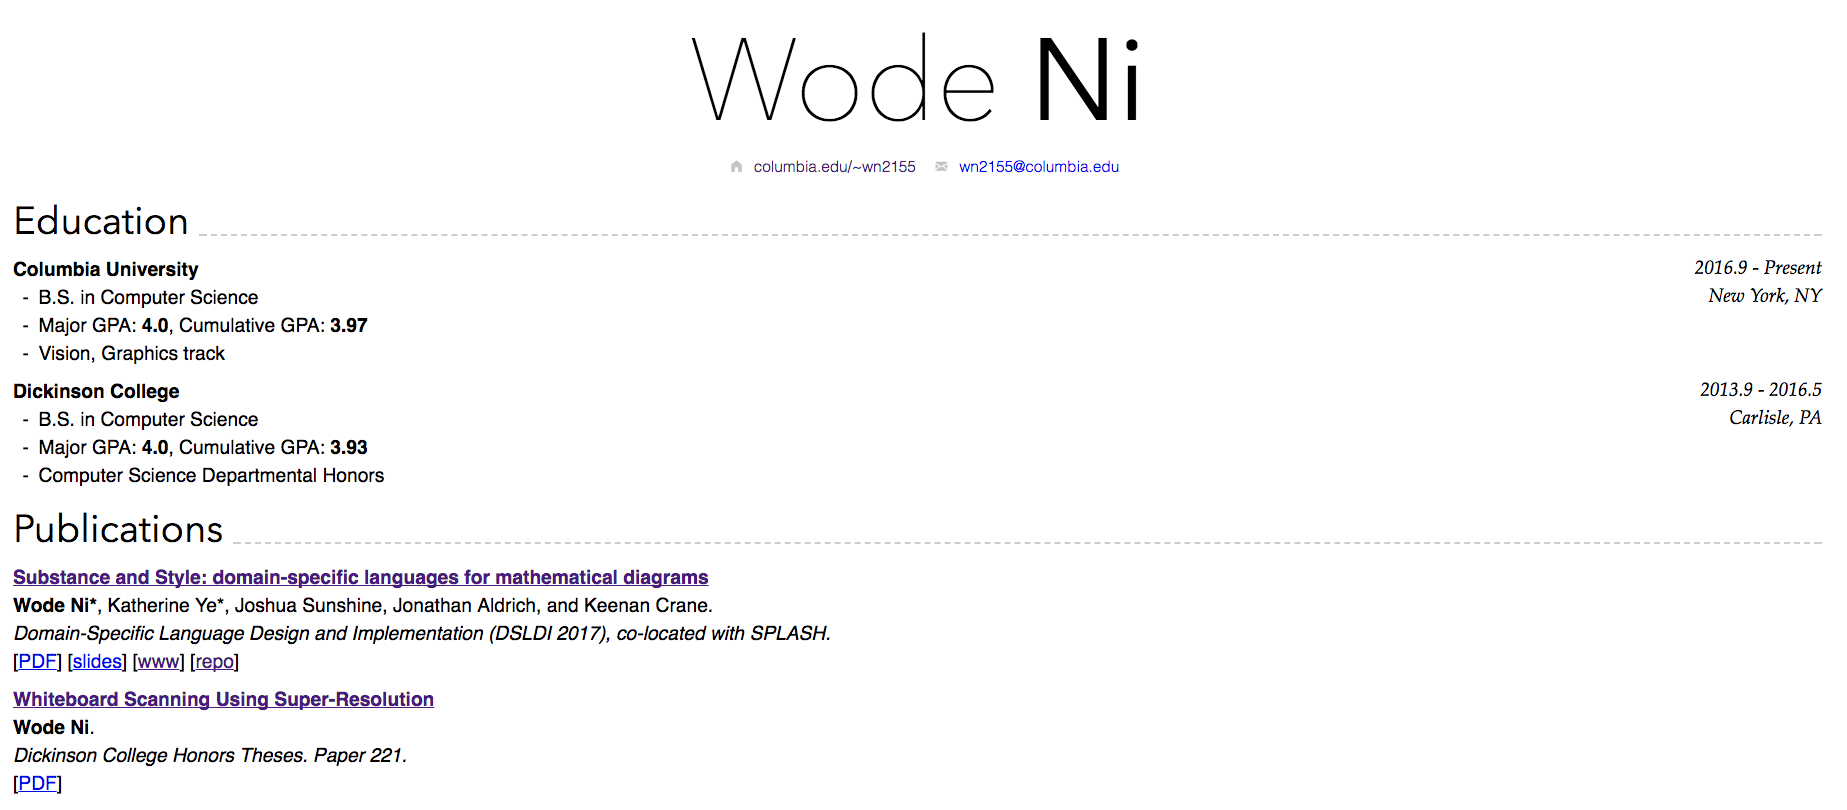 Wode Ni
columbia.edu/~wn2155 wn2155@columbia.edu
Education
Columbia University 2016.9 - Present
- B.S. in Computer Science New York, NY
- Major GPA: 4.0, Cumulative GPA: 3.97
- Vision, Graphics track
Dickinson College 2013.9 - 2016.5
- B.S. in Computer Science Carlisle, PA
- Major GPA: 4.0, Cumulative GPA: 3.93
- Computer Science Departmental Honors
Publications
Substance and Style: domain-specific languages for mathematical diagrams
Wode Ni*, Katherine Ye*, Joshua Sunshine, Jonathan Aldrich, and Keenan Crane.
Domain-Specific Language Design and Implementation (DSLDI 2017), co-located with SPLASH.
[PDF] [slides] [www] [repo]
Whiteboard Scanning Using Super-Resolution
Wode Ni.
Dickinson College Honors Theses. Paper 221.
[PDF]